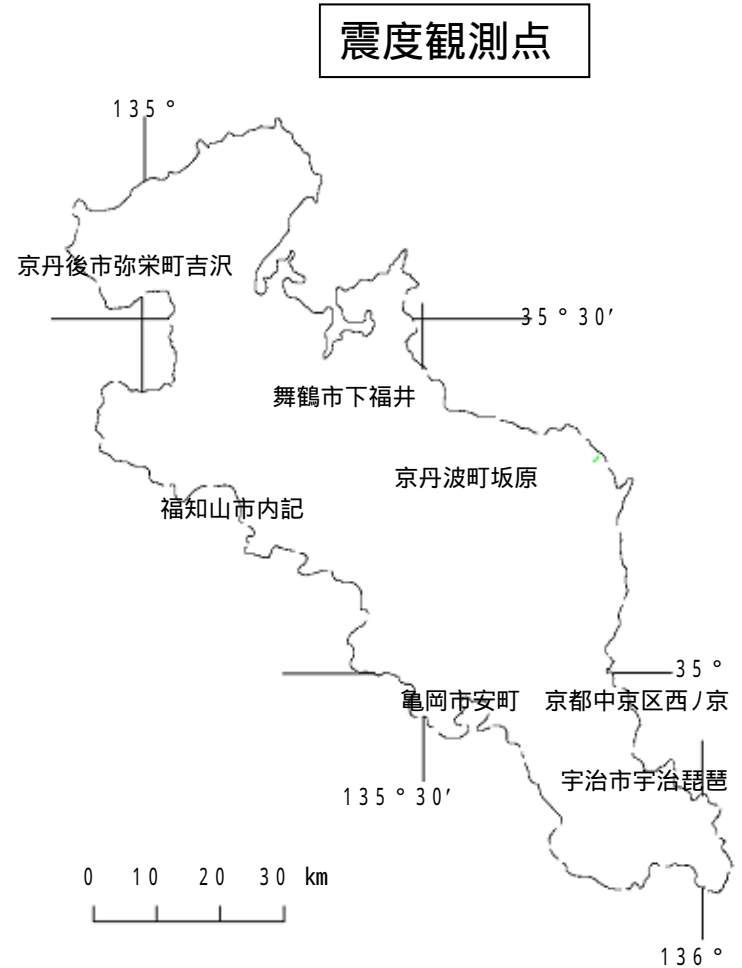 震度観測点
135°
京丹後市弥栄町吉沢
35°30′
舞鶴市下福井
京丹波町坂原
福知山市内記
35°
亀岡市安町
京都中京区西ノ京
宇治市宇治琵琶
135°30′
0 10 20 30 km
136°